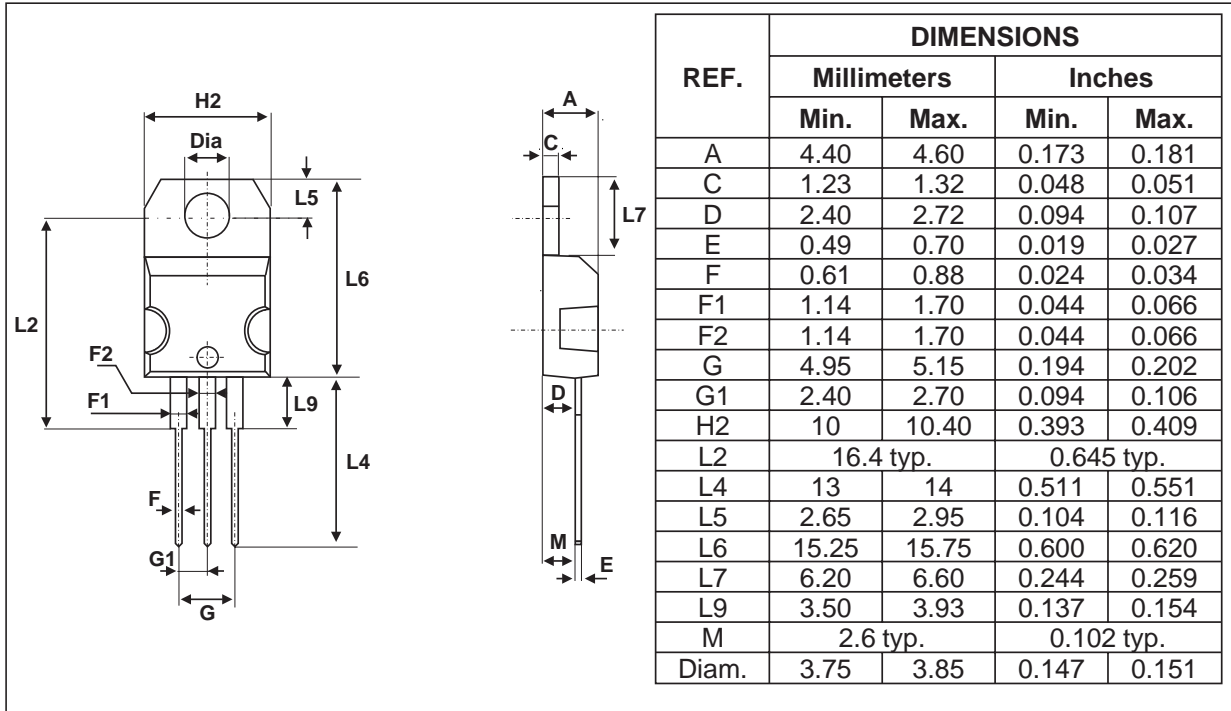 H2
Dia
L5
L6
L2
F2
F1
L9
L4
F
G1
G
A
C
L7
D
M
E
REF. DIMENSIONS
Millimeters Inches
Min. Max. Min. Max.
A 4.40 4.60 0.173 0.181
C 1.23 1.32 0.048 0.051
D 2.40 2.72 0.094 0.107
E 0.49 0.70 0.019 0.027
F 0.61 0.88 0.024 0.034
F1 1.14 1.70 0.044 0.066
F2 1.14 1.70 0.044 0.066
G 4.95 5.15 0.194 0.202
G1 2.40 2.70 0.094 0.106
H2 10 10.40 0.393 0.409
L2 16.4 typ. 0.645 typ.
L4 13 14 0.511 0.551
L5 2.65 2.95 0.104 0.116
L6 15.25 15.75 0.600 0.620
L7 6.20 6.60 0.244 0.259
L9 3.50 3.93 0.137 0.154
M 2.6 typ. 0.102 typ.
Diam. 3.75 3.85 0.147 0.151